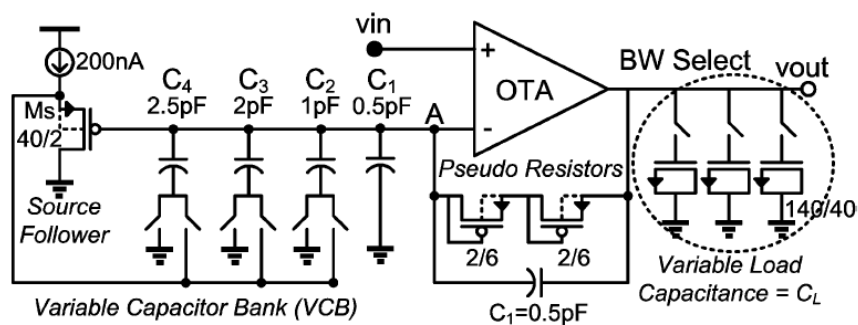 vin
BW Select
vout
200nA
C4
2.5pF
C3
2pF
C2
1pF
C1
0.5pF
A
+
-
OTA
Ms
40/2
Pseudo Resistors
2/6
2/6
140/40
Source
Follower
Variable Capacitor Bank (VCB)
C1=0.5pF
Variable Load
Capacitance = CL